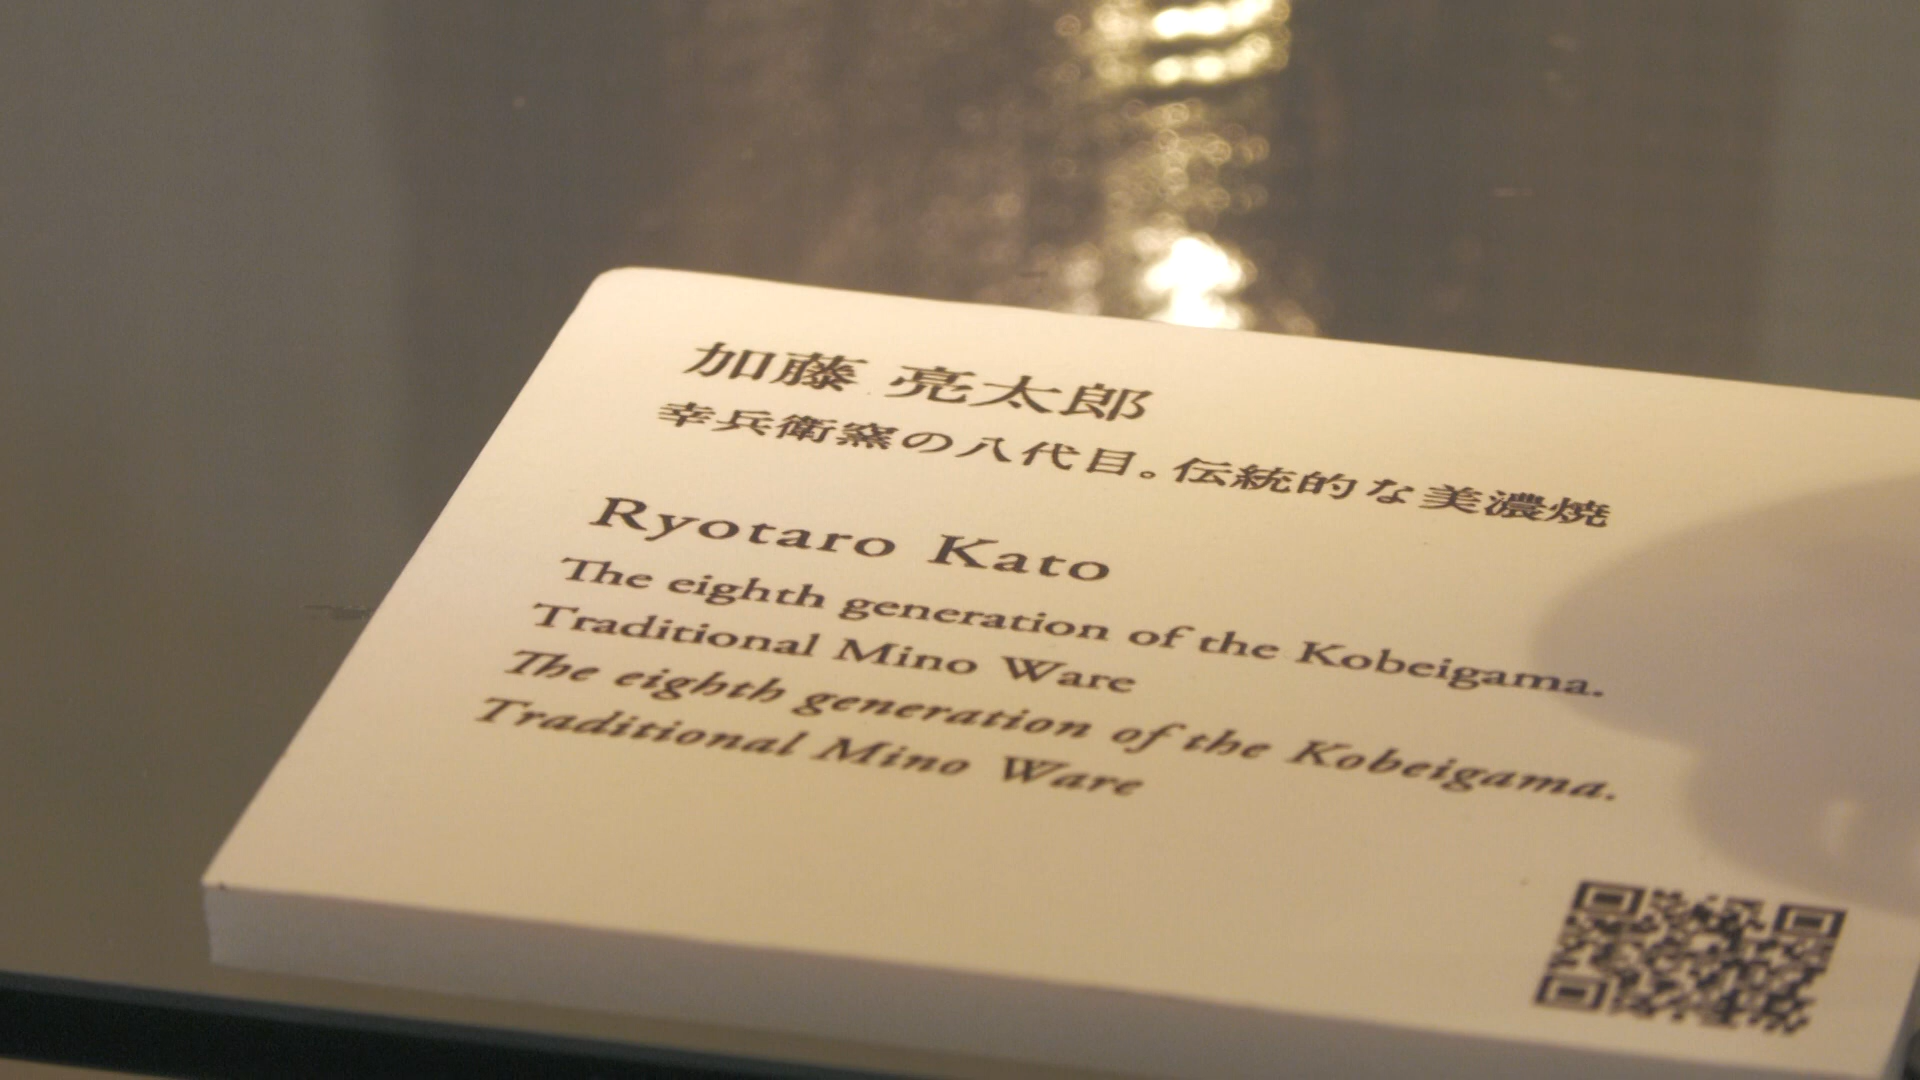 加藤 亮太郎
幸兵衛窯の八代目。伝統的な美濃焼
Ryotaro Kato
The eighth generation of the Kobeigama.
Traditional Mino Ware
The eighth generation of the Kobeigama.
Traditional Mino Ware